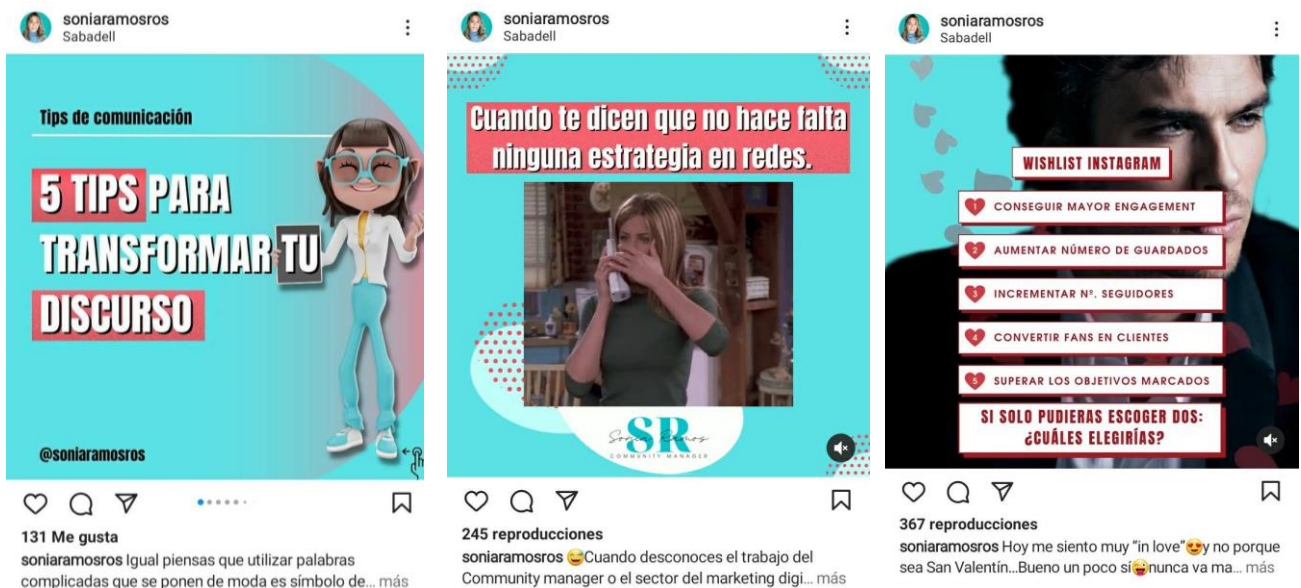 soniaramosros
Sabadell
Tips de comunicación
5 TIPS PARA
TRANSFORMAR TU
DISCURSO
@soniaramosros
131 Me gusta
soniaramosros Igual piensas que utilizar palabras
complicadas que se ponen de moda es símbolo de... más
soniaramosros
Sabadell
Cuando te dicen que no hace falta
ninguna estrategia en redes.
SR
Sonia Ramos
COMMUNITY MANAGER
245 reproducciones
soniaramosros 😅Cuando desconoces el trabajo del
Community manager o el sector del marketing digi... más
soniaramosros
Sabadell
WISHLIST INSTAGRAM
1 CONSEGUIR MAYOR ENGAGEMENT
2 AUMENTAR NÚMERO DE GUARDADOS
3 INCREMENTAR Nº. SEGUIDORES
4 CONVERTIR FANS EN CLIENTES
5 SUPERAR LOS OBJETIVOS MARCADOS
SI SOLO PUDIERAS ESCOGER DOS:
¿CUÁLES ELEGIRÍAS?
367 reproducciones
soniaramosros Hoy me siento muy "in love"😍y no porque
sea San Valentín...Bueno un poco sí😜nunca va ma... más